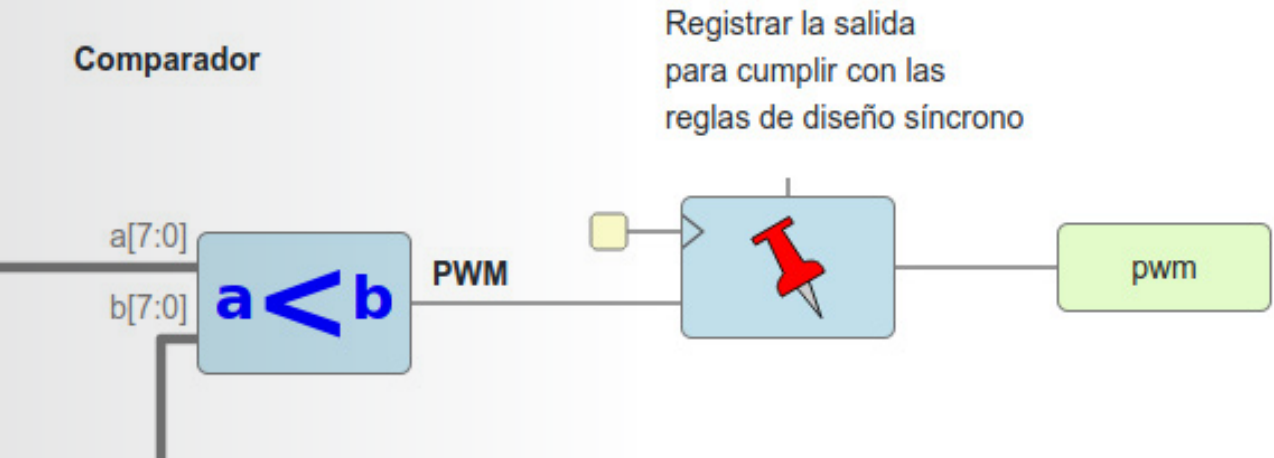 Comparador
Registrar la salida
para cumplir con las
reglas de diseño síncrono
a[7:0]
b[7:0]
a<b
PWM
pwm